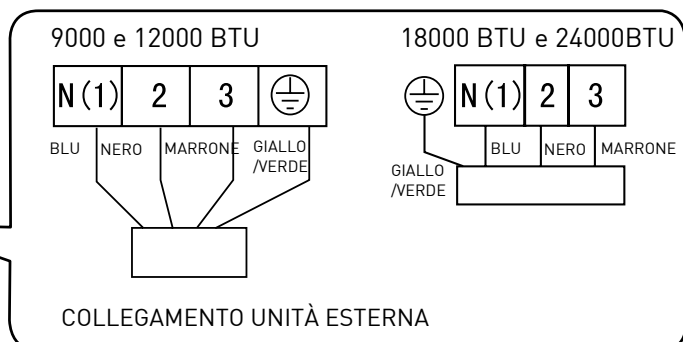 9000 e 12000 BTU
N(1) 2 3
BLU NERO MARRONE GIALLO
/VERDE
18000 BTU e 24000BTU
N(1) 2 3
BLU NERO MARRONE
GIALLO
/VERDE
COLLEGAMENTO UNITÀ ESTERNA